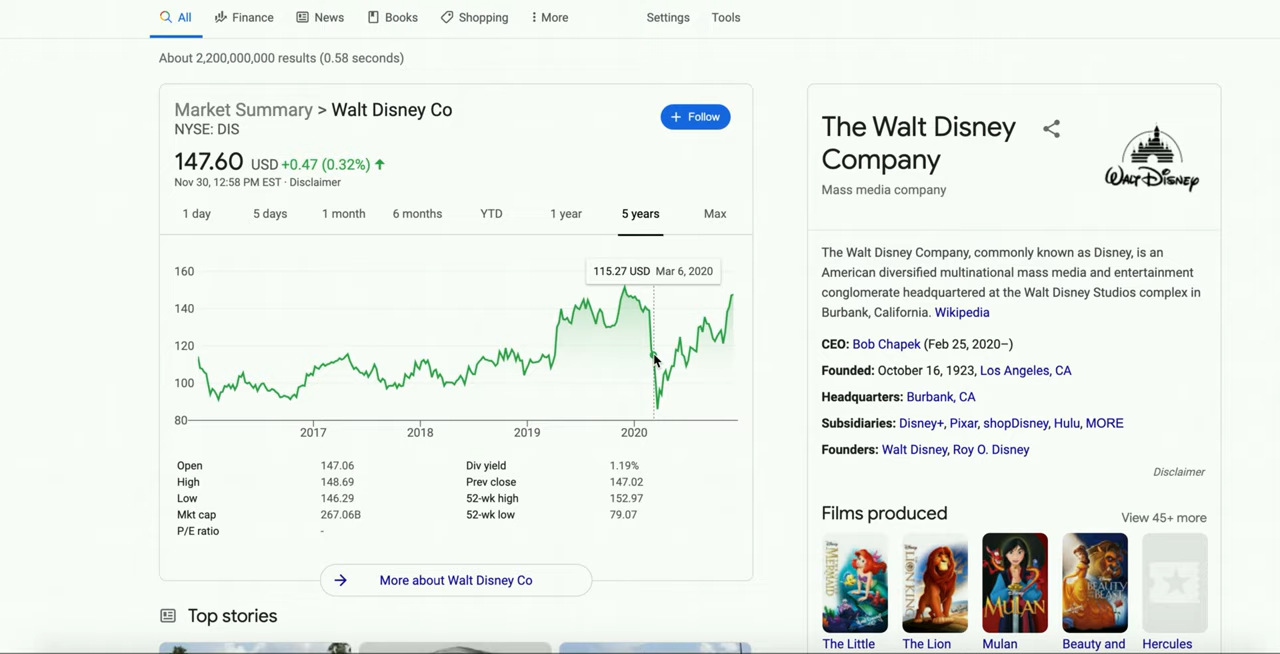 All Finance News Books Shopping More Settings Tools
About 2,200,000,000 results (0.58 seconds)
Market Summary > Walt Disney Co
NYSE: DIS
+ Follow
147.60 USD +0.47 (0.32%) ↑
Nov 30, 12:58 PM EST · Disclaimer
1 day 5 days 1 month 6 months YTD 1 year 5 years Max
115.27 USD Mar 6, 2020
160
140
120
100
80
2017 2018 2019 2020
Open 147.06 Div yield 1.19%
High 148.69 Prev close 147.02
Low 146.29 52-wk high 152.97
Mkt cap 267.06B 52-wk low 79.07
P/E ratio -
More about Walt Disney Co
Top stories
The Walt Disney
Company
Mass media company
WALT DISNEY
The Walt Disney Company, commonly known as Disney, is an
American diversified multinational mass media and entertainment
conglomerate headquartered at the Walt Disney Studios complex in
Burbank, California. Wikipedia
CEO: Bob Chapek (Feb 25, 2020–)
Founded: October 16, 1923, Los Angeles, CA
Headquarters: Burbank, CA
Subsidiaries: Disney+, Pixar, shopDisney, Hulu, MORE
Founders: Walt Disney, Roy O. Disney
Disclaimer
Films produced
View 45+ more
MERMAID
LION KING
MULAN
BEAUTY AND THE BEAST
The Little The Lion Mulan Beauty and Hercules